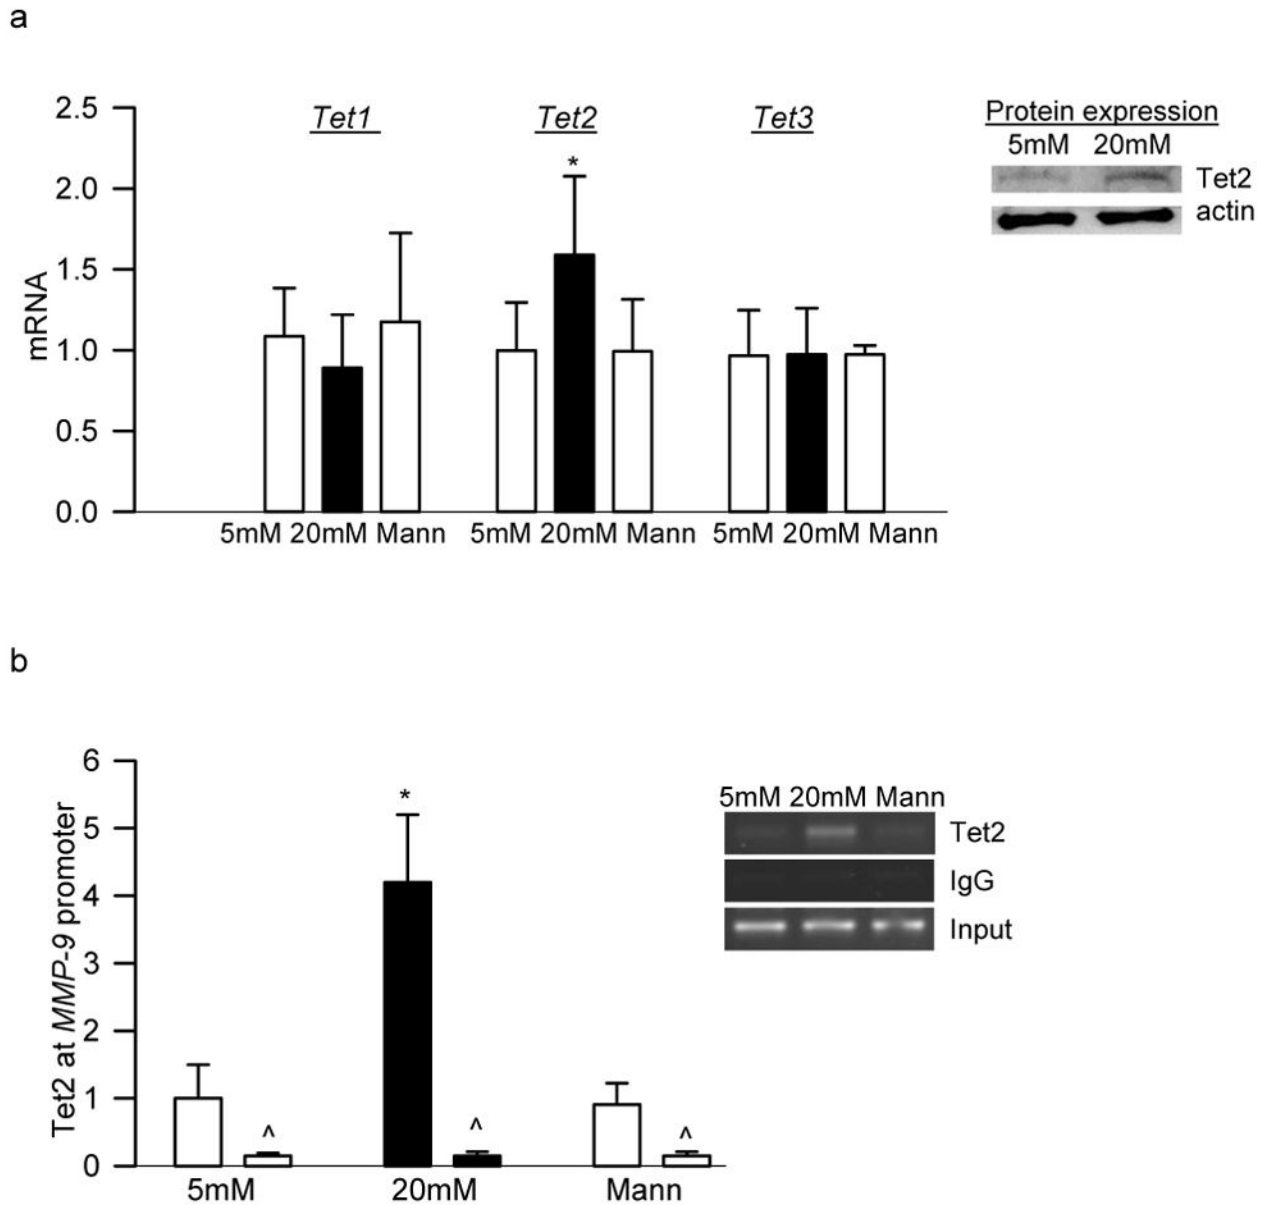 a
2.5
2.0
1.5
1.0
0.5
0.0
mRNA
Tet1
Tet2
Tet3
*
5mM 20mM Mann
5mM 20mM Mann
5mM 20mM Mann
Protein expression
5mM 20mM
Tet2
actin
b
6
5
4
3
2
1
0
Tet2 at MMP-9 promoter
*
^
^
^
5mM
20mM
Mann
5mM 20mM Mann
Tet2
IgG
Input